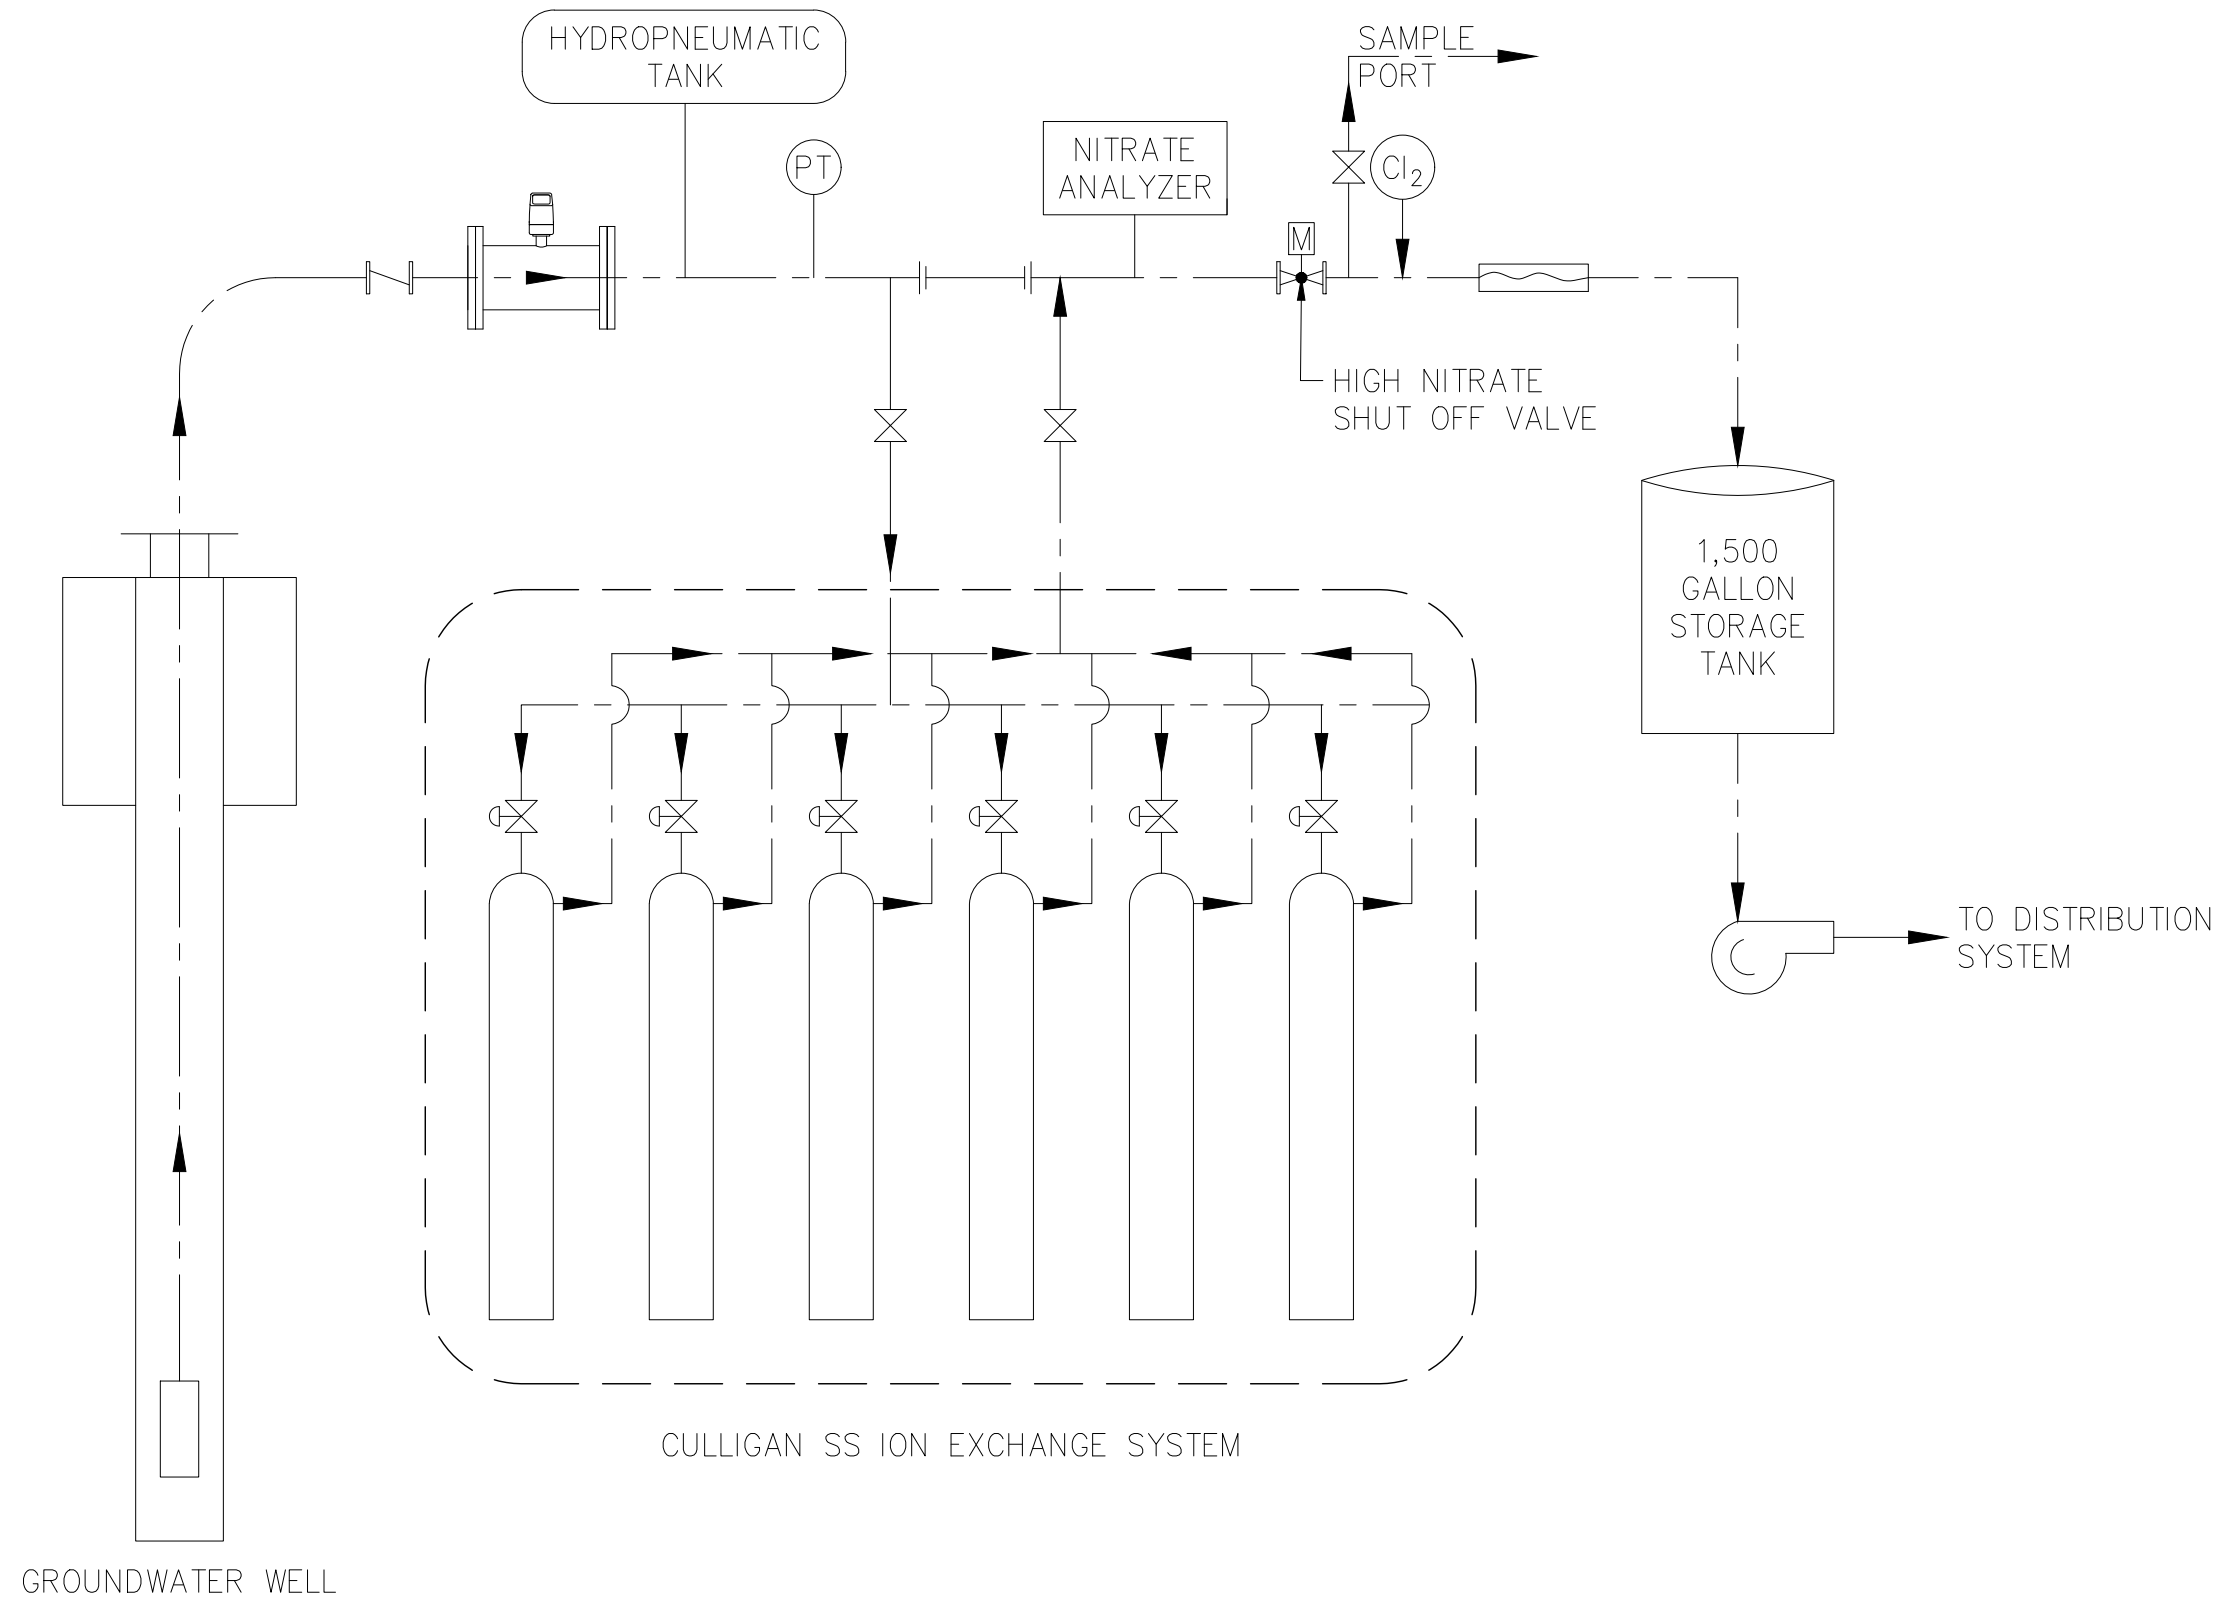 HYDROPNEUMATIC
TANK
SAMPLE
PORT
PT
NITRATE
ANALYZER
Cl₂
M
HIGH NITRATE
SHUT OFF VALVE
1,500
GALLON
STORAGE
TANK
TO DISTRIBUTION
SYSTEM
CULLIGAN SS ION EXCHANGE SYSTEM
GROUNDWATER WELL